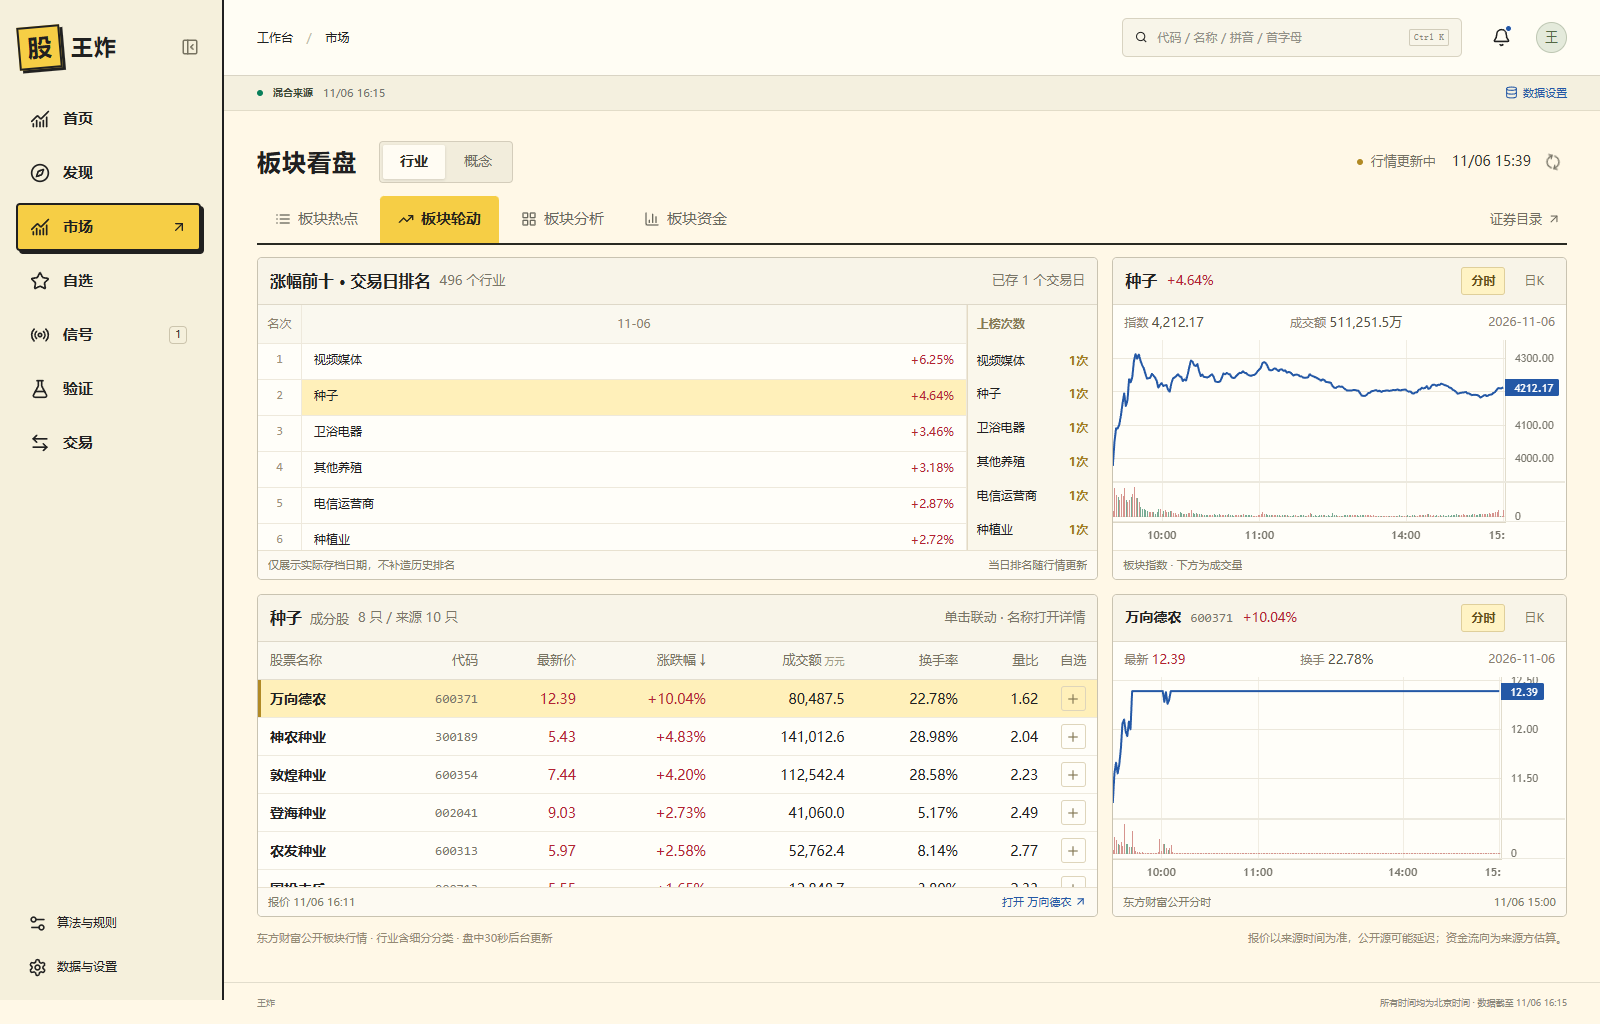 股 王炸
首页
发现
市场
自选
信号 1
验证
交易
算法与规则
数据与设置
工作台 / 市场
代码 / 名称 / 拼音 / 首字母 Ctrl K
王
混合来源 11/06 16:15
数据设置
板块看盘 行业 概念
行情更新中 11/06 15:39
板块热点 板块轮动 板块分析 板块资金
证券目录
涨幅前十 • 交易日排名 496 个行业 已存 1 个交易日
名次 11-06 上榜次数
1 视频媒体 +6.25% 视频媒体 1次
2 种子 +4.64% 种子 1次
3 卫浴电器 +3.46% 卫浴电器 1次
4 其他养殖 +3.18% 其他养殖 1次
5 电信运营商 +2.87% 电信运营商 1次
6 种植业 +2.72% 种植业 1次
仅展示实际存档日期，不补造历史排名 当日排名随行情更新
种子 +4.64% 分时 日K
指数 4,212.17 成交额 511,251.5万 2026-11-06
4300.00
4212.17
4100.00
4000.00
0
10:00 11:00 14:00 15:
板块指数 · 下方为成交量
种子 成分股 8 只 / 来源 10 只 单击联动 · 名称打开详情
股票名称 代码 最新价 涨跌幅↓ 成交额 万元 换手率 量比 自选
万向德农 600371 12.39 +10.04% 80,487.5 22.78% 1.62 +
神农种业 300189 5.43 +4.83% 141,012.6 28.98% 2.04 +
敦煌种业 600354 7.44 +4.20% 112,542.4 28.58% 2.23 +
登海种业 002041 9.03 +2.73% 41,060.0 5.17% 2.49 +
农发种业 600313 5.97 +2.58% 52,762.4 8.14% 2.77 +
报价 11/06 16:11 打开 万向德农
万向德农 600371 +10.04% 分时 日K
最新 12.39 换手 22.78% 2026-11-06
12.50
12.39
12.00
11.50
0
10:00 11:00 14:00 15:
东方财富公开分时 11/06 15:00
东方财富公开板块行情 · 行业含细分分类 · 盘中30秒后台更新
报价以来源时间为准，公开源可能延迟；资金流向为来源方估算。
王炸
所有时间均为北京时间 · 数据截至 11/06 16:15